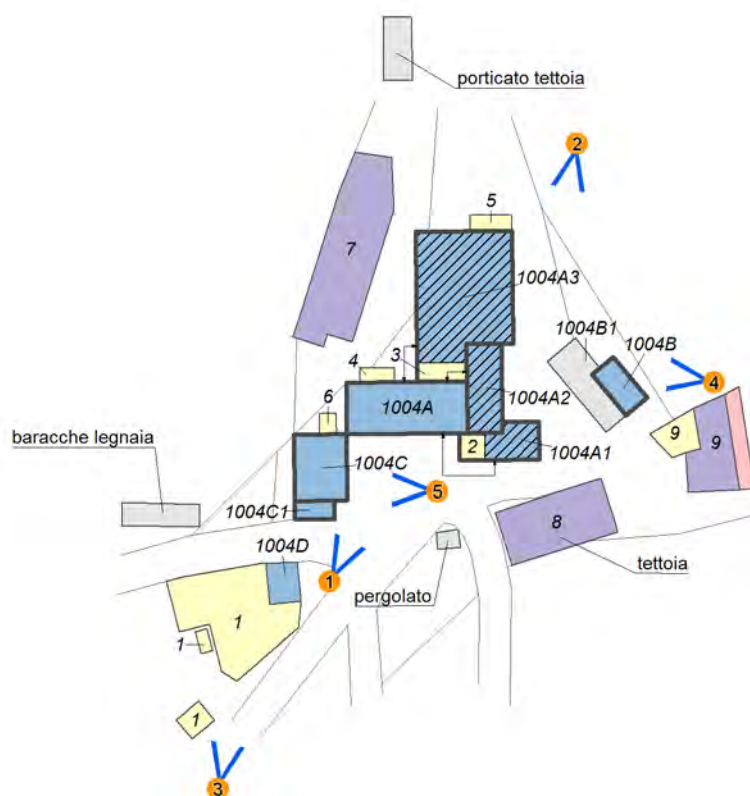 porticato tettoia
2
5
7
1004A3
1004B1
1004B
4
3
4
6
1004A
1004A2
9
9
baracche legnaia
2
1004A1
1004C
5
1004C1
8
1004D
1
pergolato
tettoia
1
1
1
3